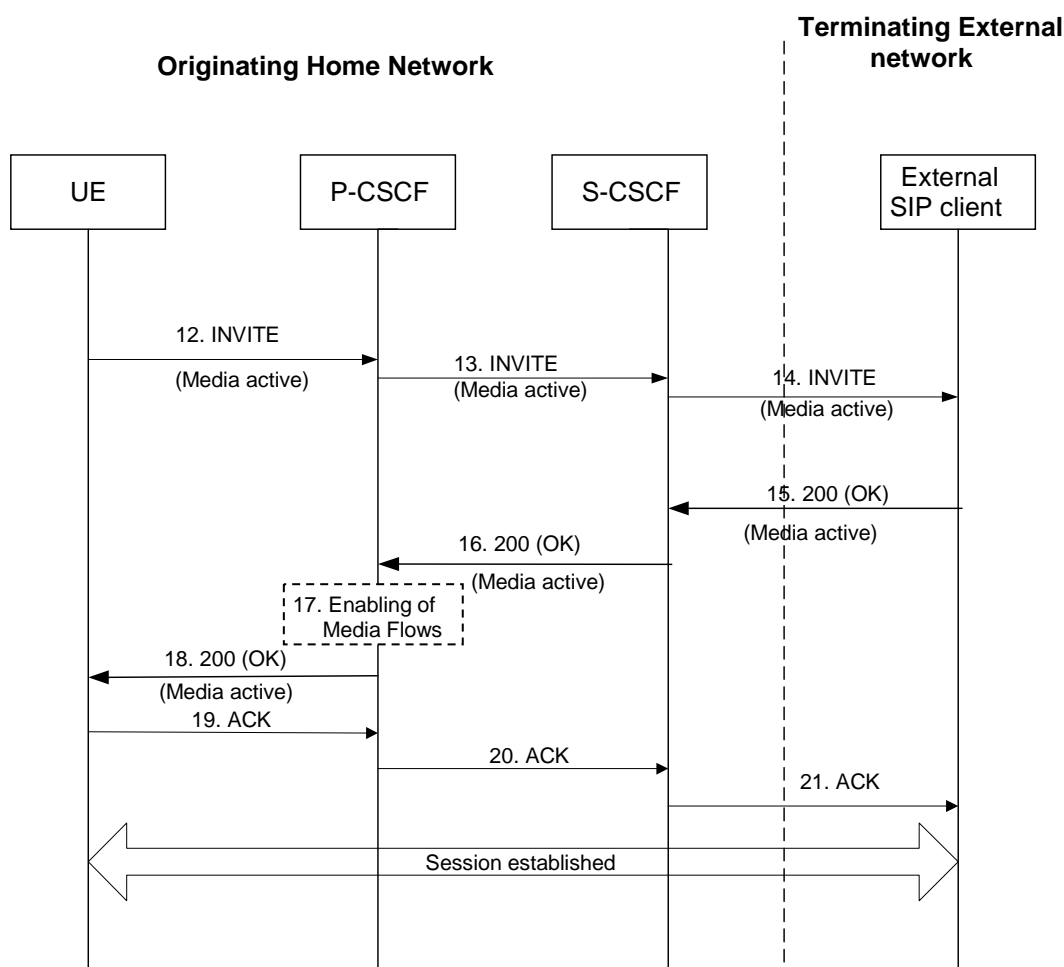 Terminating External
network
Originating Home Network
UE
P-CSCF
S-CSCF
External
SIP client
12. INVITE
(Media active)
13. INVITE
(Media active)
14. INVITE
(Media active)
15. 200 (OK)
(Media active)
16. 200 (OK)
(Media active)
17. Enabling of
Media Flows
18. 200 (OK)
(Media active)
19. ACK
20. ACK
21. ACK
Session established